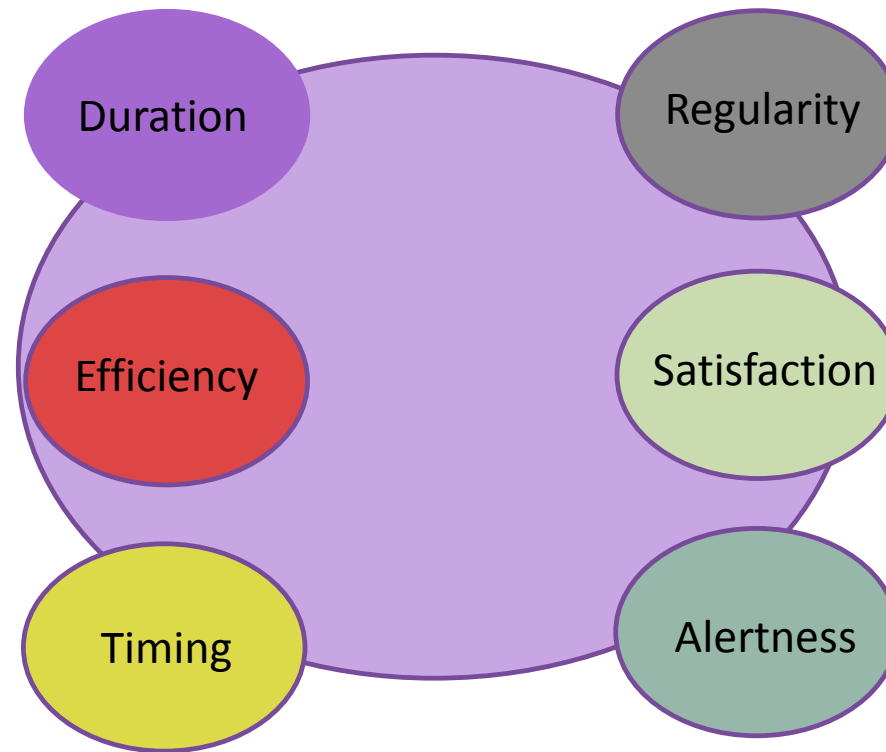 Duration
Regularity
Efficiency
Satisfaction
Timing
Alertness